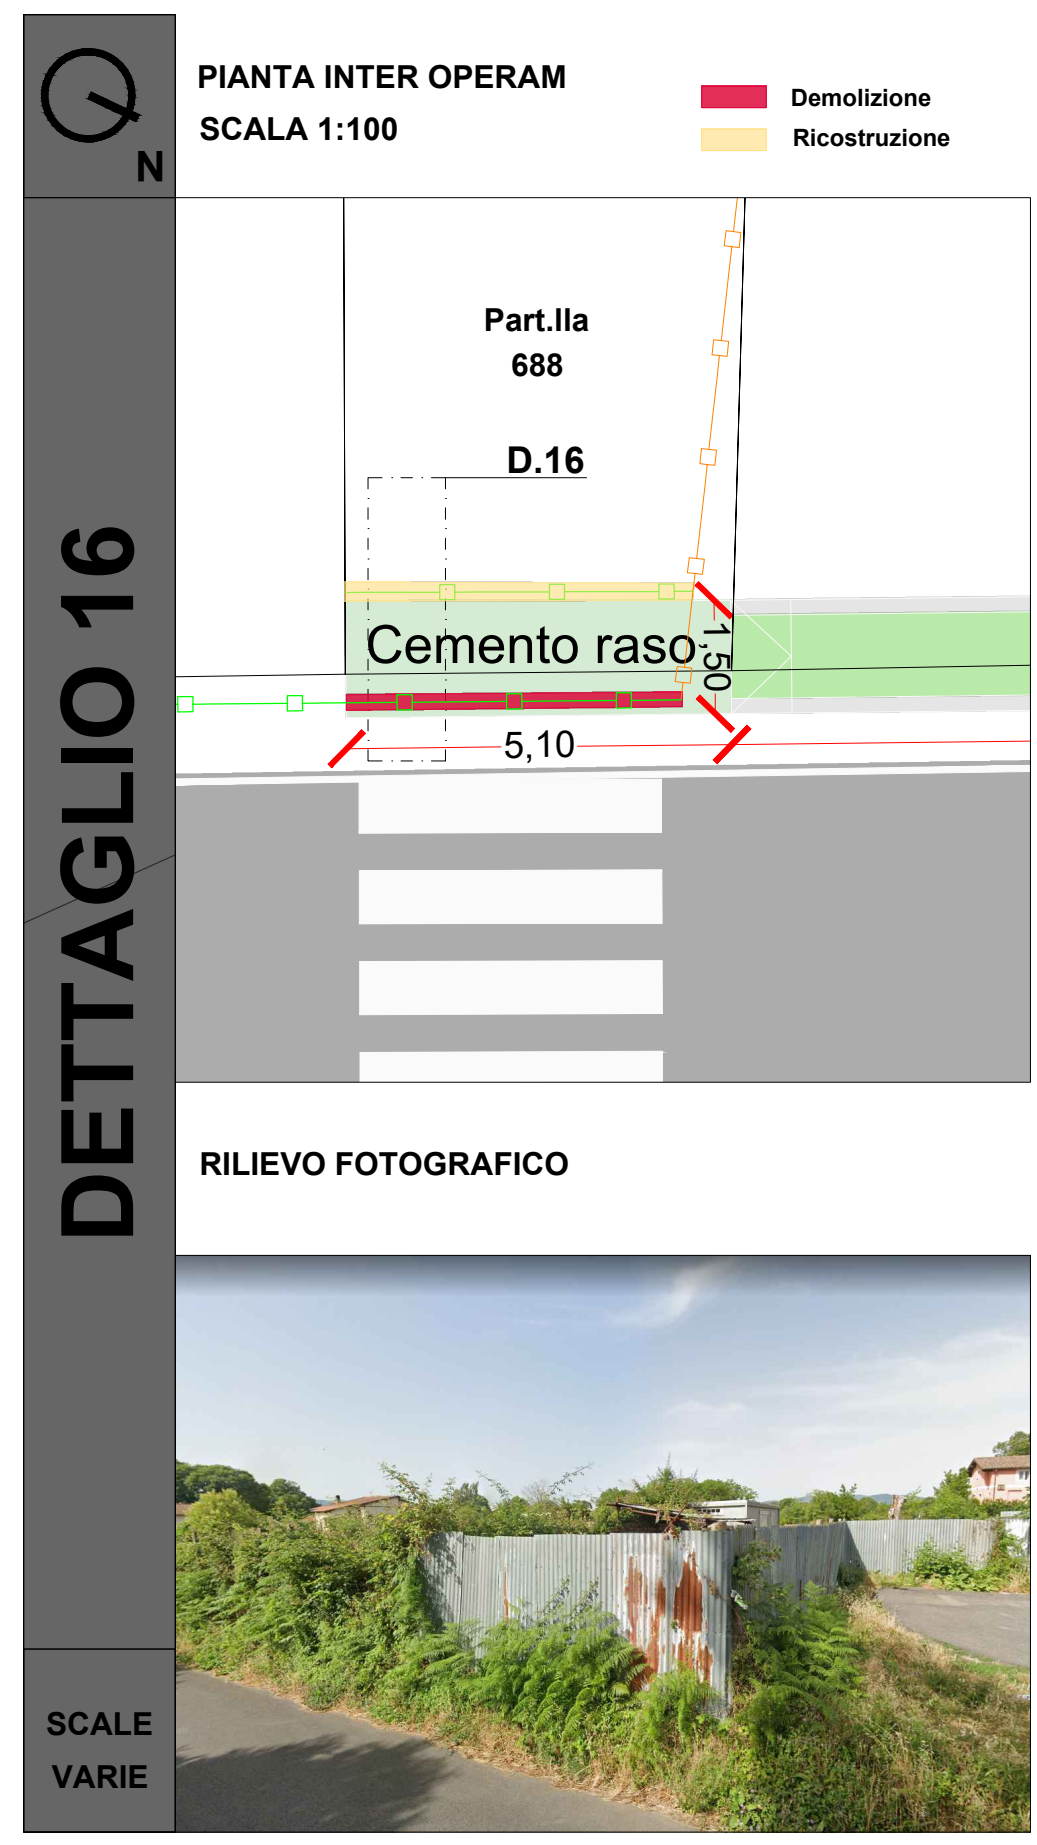 N
PIANTA INTER OPERAM
SCALA 1:100
Demolizione
Ricostruzione
DETTAGLIO 16
Part.lla
688
D.16
Cemento raso
1,50
5,10
RILIEVO FOTOGRAFICO
SCALE
VARIE